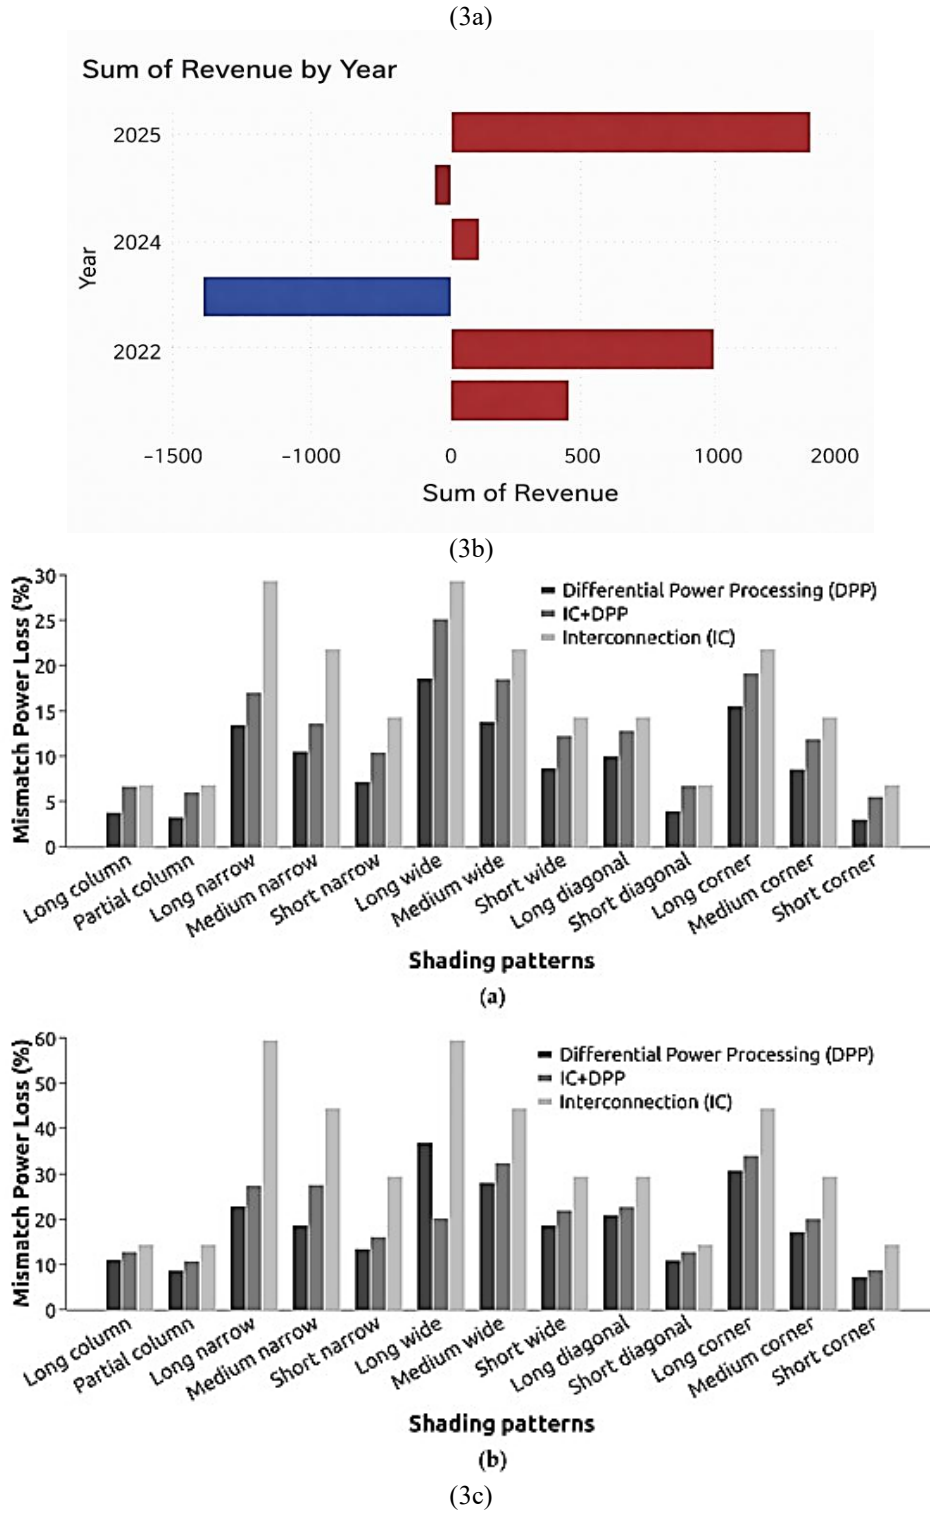 (3a)
Sum of Revenue by Year
2025
2024
2022
Year
-1500 -1000 0 500 1000 2000
Sum of Revenue
(3b)
Mismatch Power Loss (%)
30
25
20
15
10
5
0
Differential Power Processing (DPP)
IC+DPP
Interconnection (IC)
Long column
Partial column
Long narrow
Medium narrow
Short narrow
Long wide
Medium wide
Short wide
Long diagonal
Short diagonal
Long corner
Medium corner
Short corner
Shading patterns
(a)
Mismatch Power Loss (%)
60
50
40
30
20
10
0
Differential Power Processing (DPP)
IC+DPP
Interconnection (IC)
Long column
Partial column
Long narrow
Medium narrow
Short narrow
Long wide
Medium wide
Short wide
Long diagonal
Short diagonal
Long corner
Medium corner
Short corner
Shading patterns
(b)
(3c)